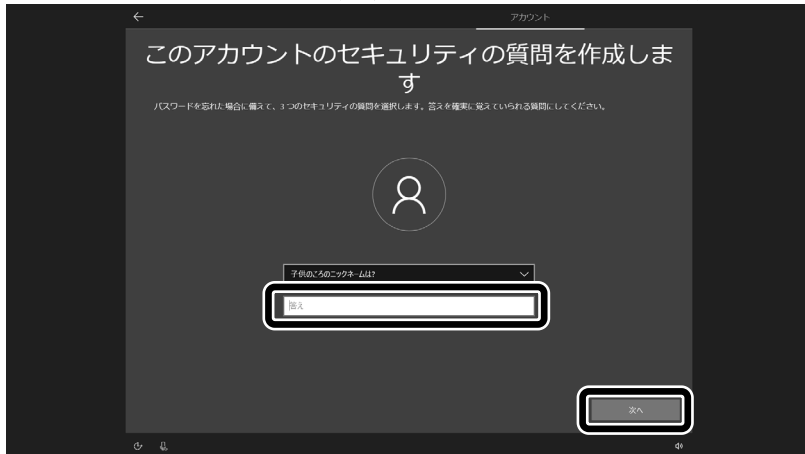 アカウント
このアカウントのセキュリティの質問を作成しま
す
パスワードを忘れた場合に備えて、3 つのセキュリティの質問を選択します。答えを確実に覚えていられる質問にしてください。
子供のころのニックネームは?
答え
次へ